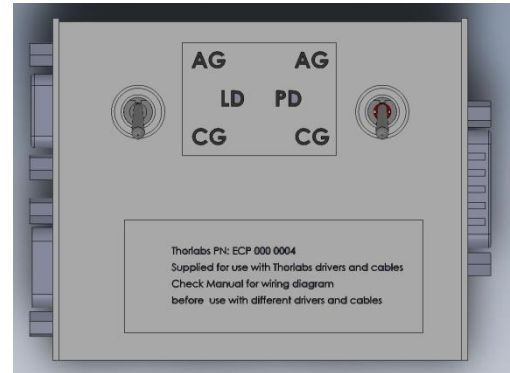 AG AG
LD PD
CG CG
Thorlabs PN: ECP 000 0004
Supplied for use with Thorlabs drivers and cables
Check Manual for wiring diagram
before use with different drivers and cables